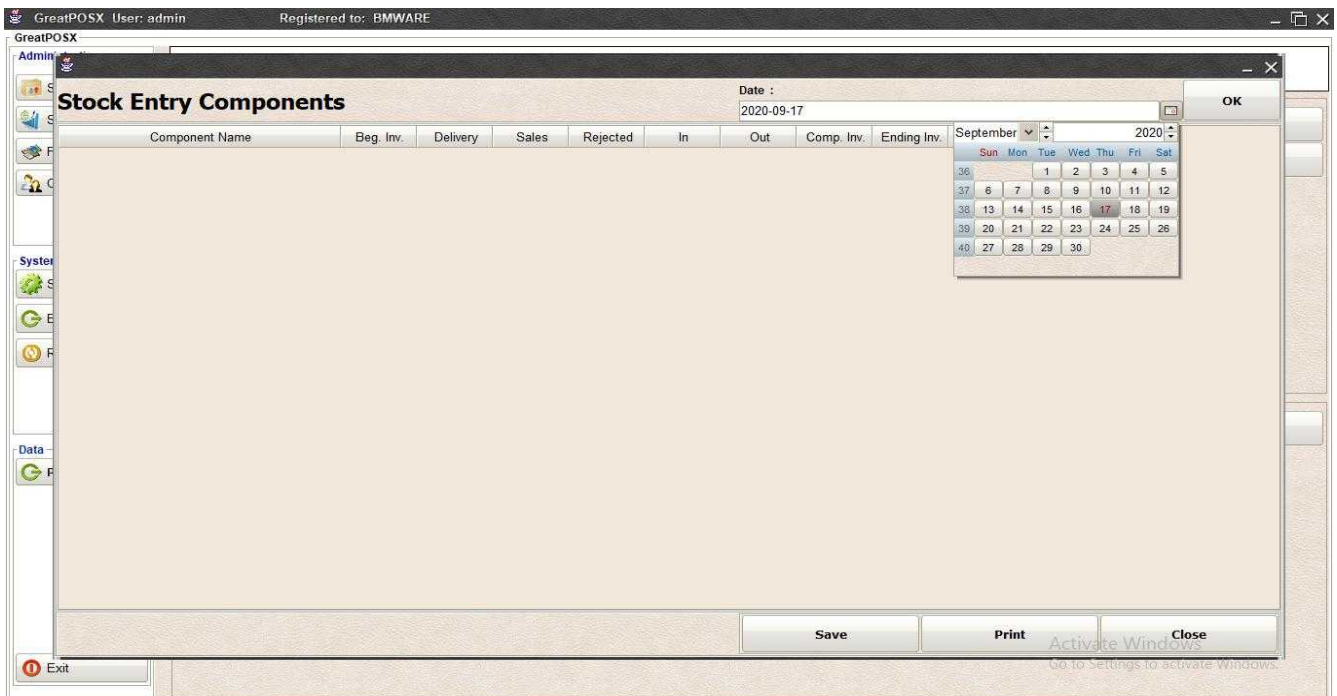 GreatPOSX User: admin Registered to: BMWARE
GreatPOSX
Admin
Stock Entry Components
Date :
2020-09-17
OK
Component Name Beg. Inv. Delivery Sales Rejected In Out Comp. Inv. Ending Inv.
September 2020
Sun Mon Tue Wed Thu Fri Sat
36 1 2 3 4 5
37 6 7 8 9 10 11 12
38 13 14 15 16 17 18 19
39 20 21 22 23 24 25 26
40 27 28 29 30
S
S
F
C
System
S
E
R
Data
P
Save Print Close
Activate Windows
Go to Settings to activate Windows.
Exit